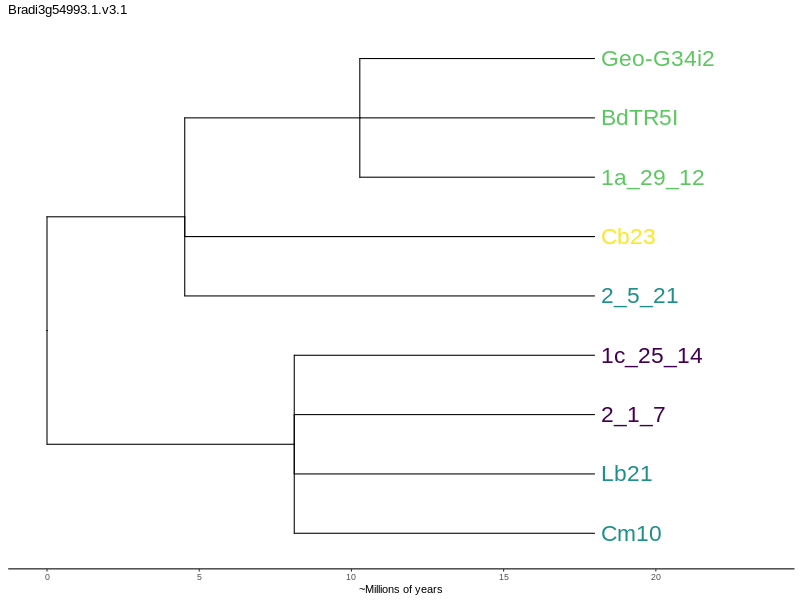 Bradi3g54993.1.v3.1
Geo-G34i2
BdTR5I
1a_29_12
Cb23
2_5_21
1c_25_14
2_1_7
Lb21
Cm10
0 5 10 15 20
~Millions of years